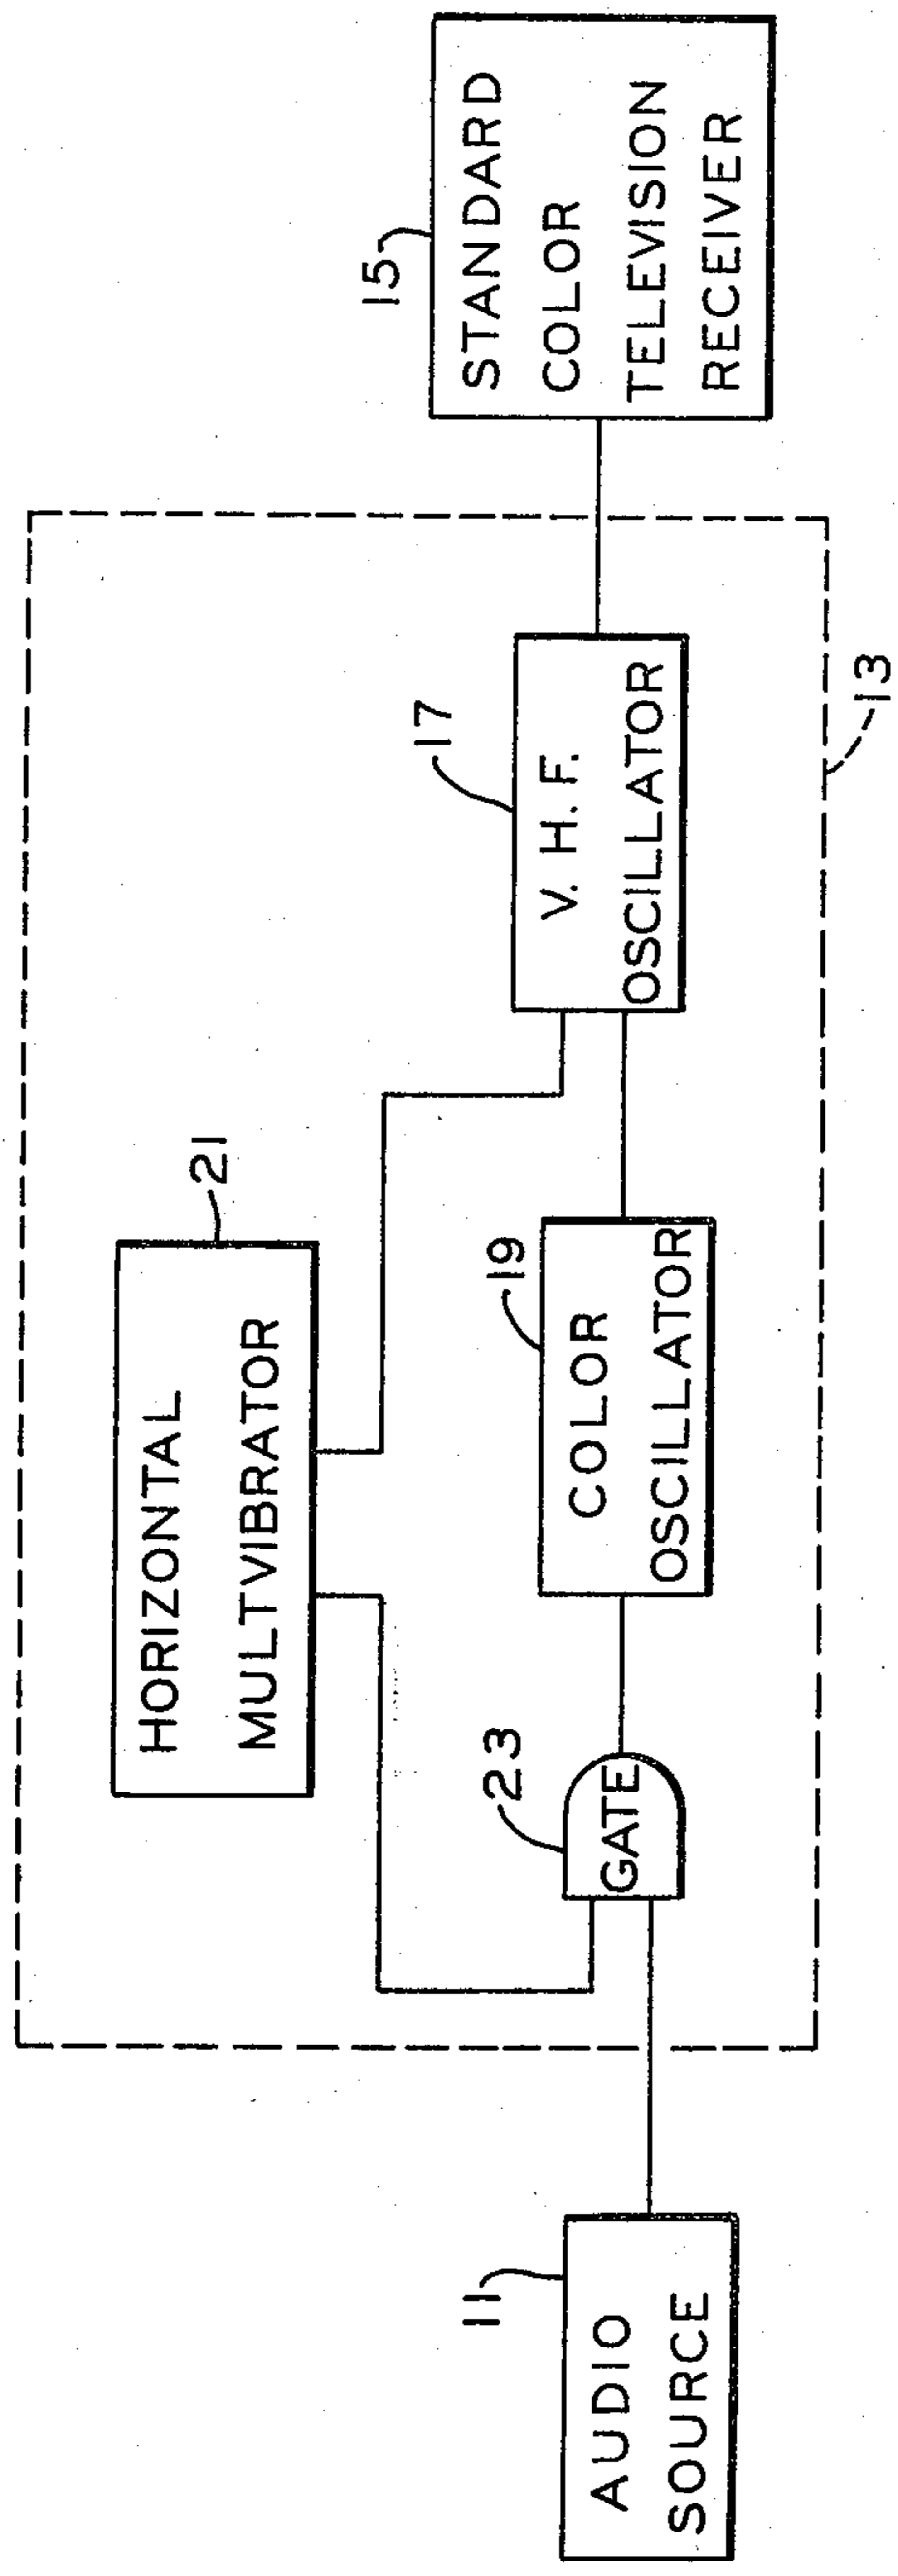 HORIZONTAL
MULTVIBRATOR
21
11
AUDIO
SOURCE
23
GATE
19
COLOR
OSCILLATOR
17
V. H. F.
OSCILLATOR
13
15
STANDARD
COLOR
TELEVISION
RECEIVER